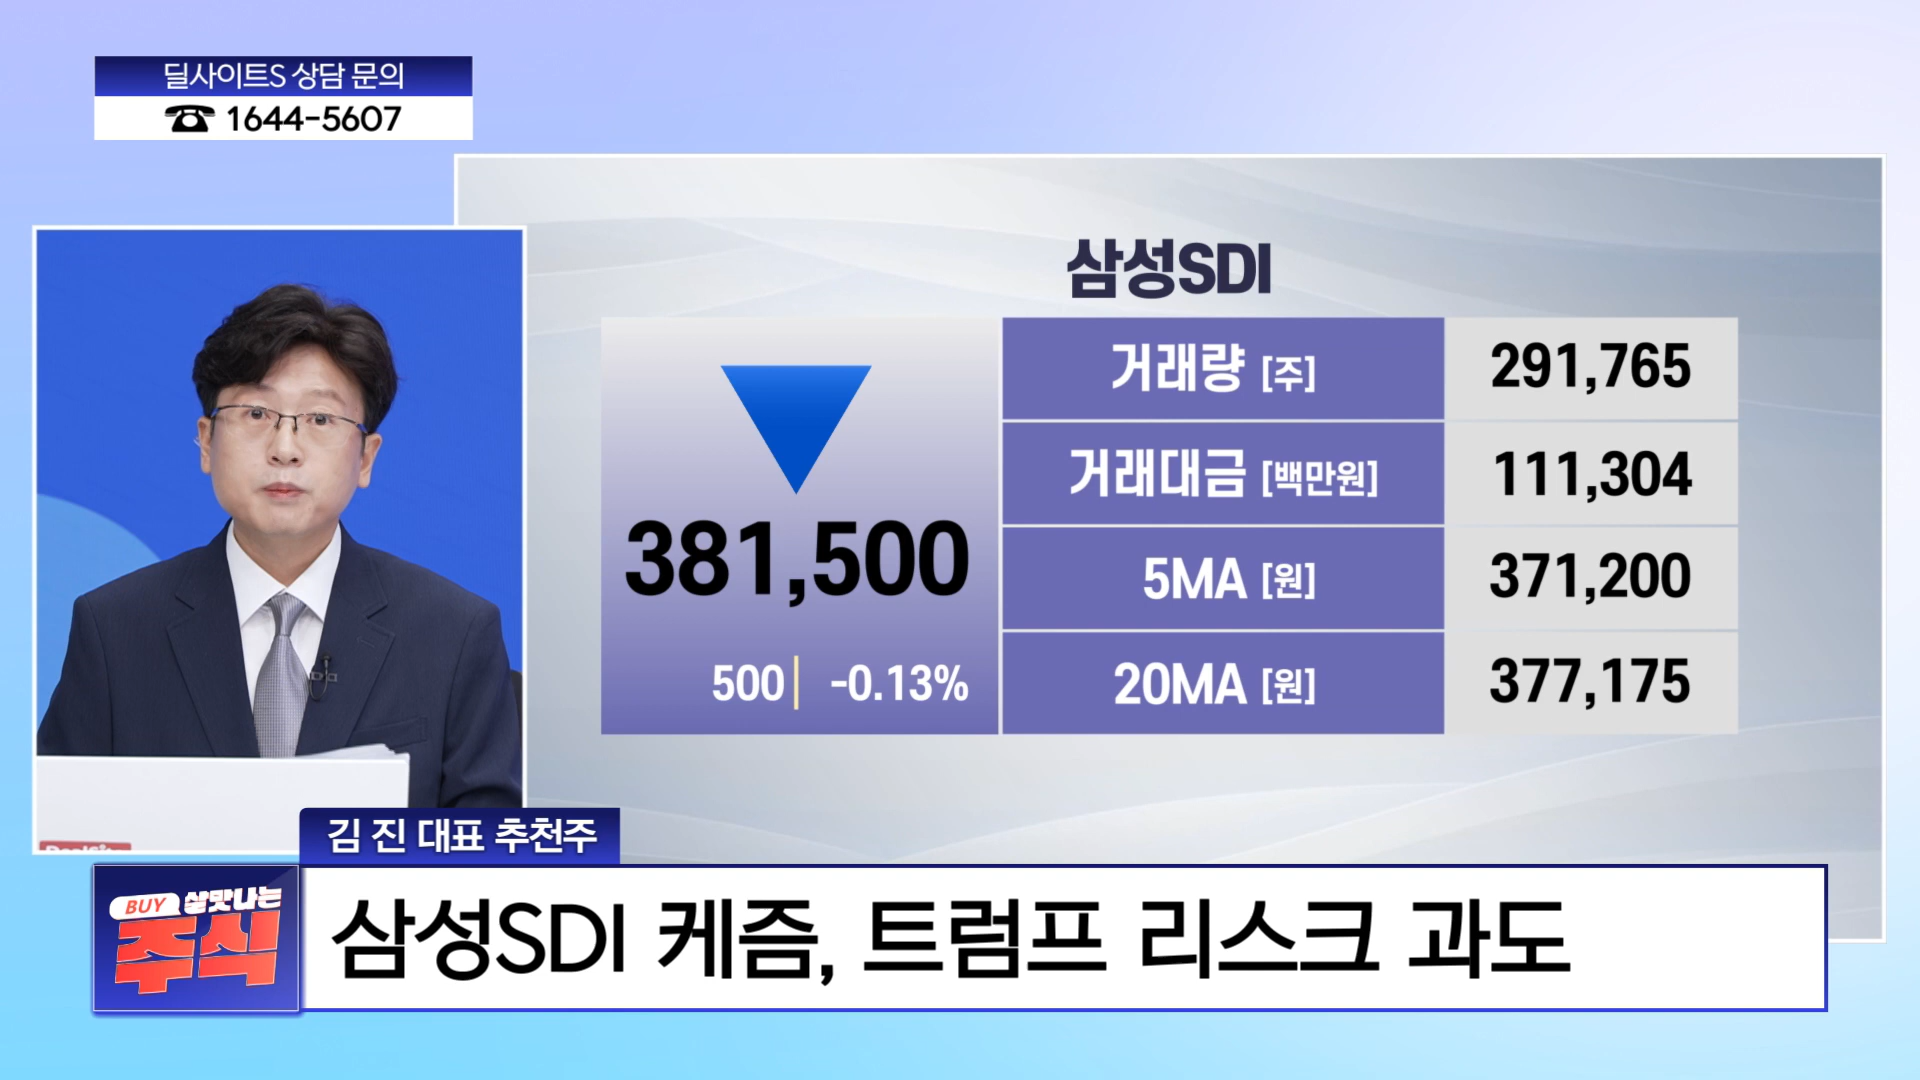 딜사이트S 상담 문의
☎ 1644-5607
삼성SDI
381,500
500 -0.13%
거래량 [주] 291,765
거래대금 [백만원] 111,304
5MA [원] 371,200
20MA [원] 377,175
김 진 대표 추천주
BUY 살맛나는
주식
삼성SDI 케즘, 트럼프 리스크 과도